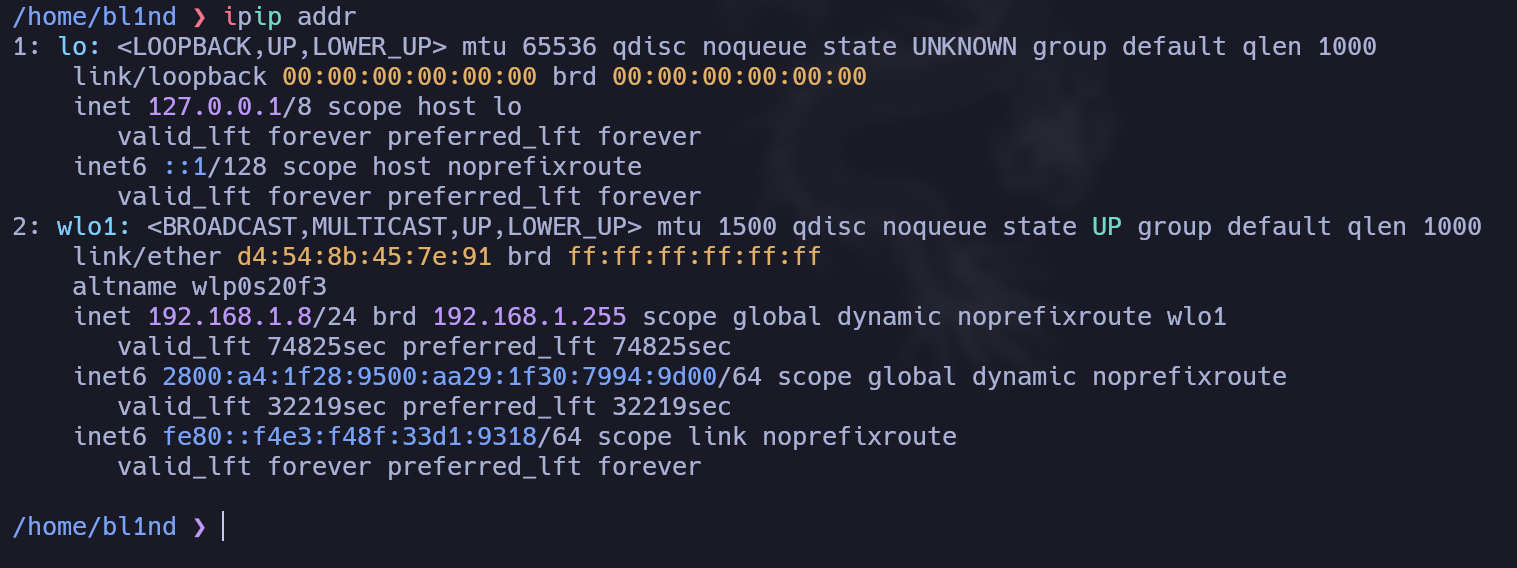 /home/bl1nd ❯ ipip addr
1: lo: <LOOPBACK,UP,LOWER_UP> mtu 65536 qdisc noqueue state UNKNOWN group default qlen 1000
    link/loopback 00:00:00:00:00:00 brd 00:00:00:00:00:00
    inet 127.0.0.1/8 scope host lo
       valid_lft forever preferred_lft forever
    inet6 ::1/128 scope host noprefixroute
       valid_lft forever preferred_lft forever
2: wlo1: <BROADCAST,MULTICAST,UP,LOWER_UP> mtu 1500 qdisc noqueue state UP group default qlen 1000
    link/ether d4:54:8b:45:7e:91 brd ff:ff:ff:ff:ff:ff
    altname wlp0s20f3
    inet 192.168.1.8/24 brd 192.168.1.255 scope global dynamic noprefixroute wlo1
       valid_lft 74825sec preferred_lft 74825sec
    inet6 2800:a4:1f28:9500:aa29:1f30:7994:9d00/64 scope global dynamic noprefixroute
       valid_lft 32219sec preferred_lft 32219sec
    inet6 fe80::f4e3:f48f:33d1:9318/64 scope link noprefixroute
       valid_lft forever preferred_lft forever
/home/bl1nd ❯